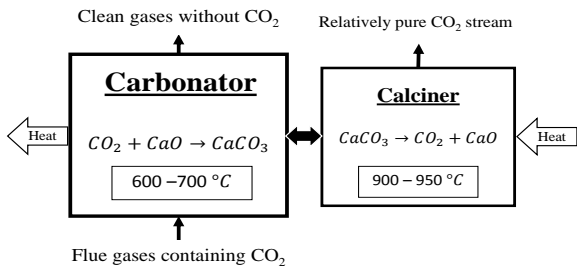 Clean gases without CO₂
Relatively pure CO₂ stream
Carbonator
Calciner
Heat
CO₂ + CaO → CaCO₃
CaCO₃ → CO₂ + CaO
Heat
600 –700 °C
900 – 950 °C
Flue gases containing CO₂